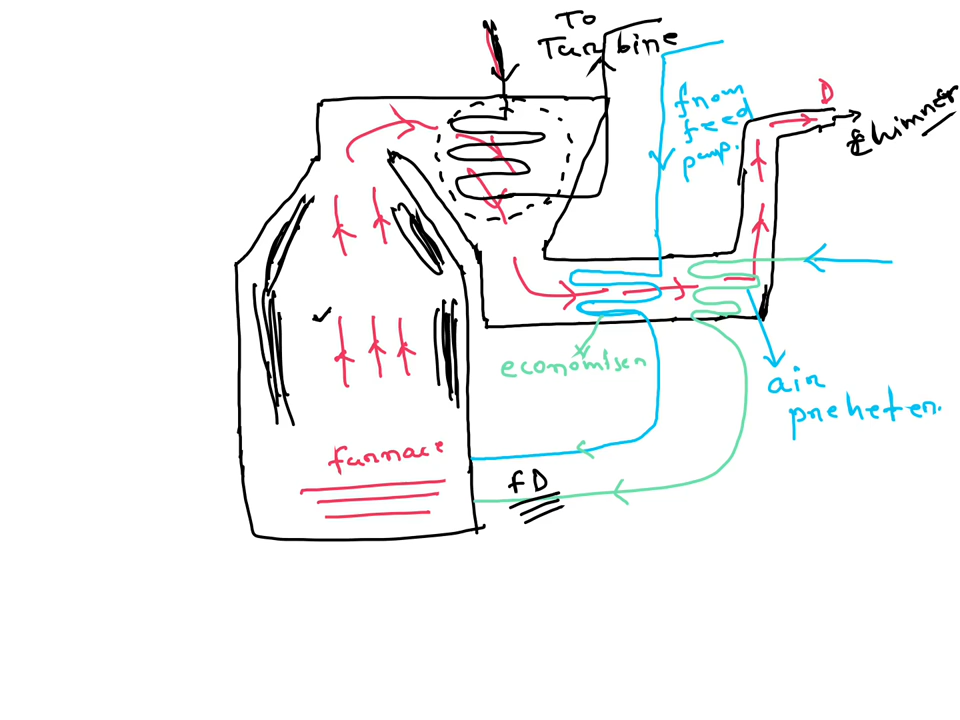 To
Turbine
from
feed
pump.
D
chimney
economiser
air
preheter.
furnace
fD